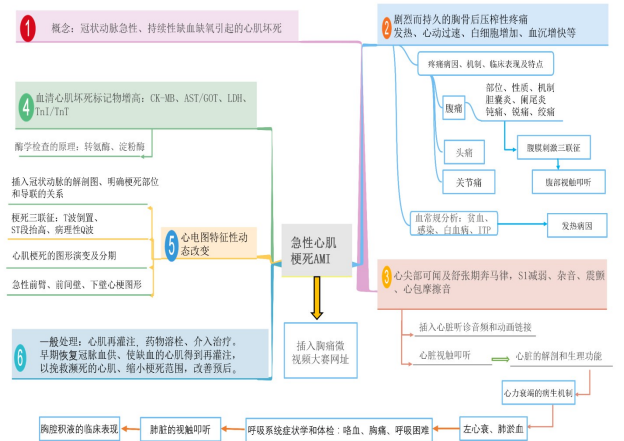 1 概念：冠状动脉急性、持续性缺血缺氧引起的心肌坏死
2 剧烈而持久的胸骨后压榨性疼痛
发热、心动过速、白细胞增加、血沉增快等
疼痛病因、机制、临床表现及特点
腹痛
部位、性质、机制
胆囊炎、阑尾炎
钝痛、锐痛、绞痛
腹膜刺激三联征
腹部视触叩听
头痛
关节痛
血常规分析：贫血、
感染、白血病、ITP
发热病因
3 心尖部可闻及舒张期奔马律，S1减弱、杂音、震颤
、心包摩擦音
插入心脏听诊音频和动画链接
心脏视触叩听
心脏的解剖和生理功能
心力衰竭的病生机制
左心衰、肺淤血
呼吸系统症状学和体检：咯血、胸痛、呼吸困难
肺脏的视触叩听
胸腔积液的临床表现
4 血清心肌坏死标记物增高：CK-MB、AST/GOT、LDH、
TnI/TnT
酶学检查的原理：转氨酶、淀粉酶
5 心电图特征性动
态改变
插入冠状动脉的解剖图、明确梗死部位
和导联的关系
梗死三联征：T波倒置、
ST段抬高、病理性Q波
心肌梗死的图形演变及分期
急性前臂、前间壁、下壁心梗图形
6 一般处理：心肌再灌注，药物溶栓、介入治疗。
早期恢复冠脉血供、使缺血的心肌得到再灌注，
以挽救濒死的心肌、缩小梗死范围，改善预后。
急性心肌
梗死AMI
插入胸痛微
视频大赛网址